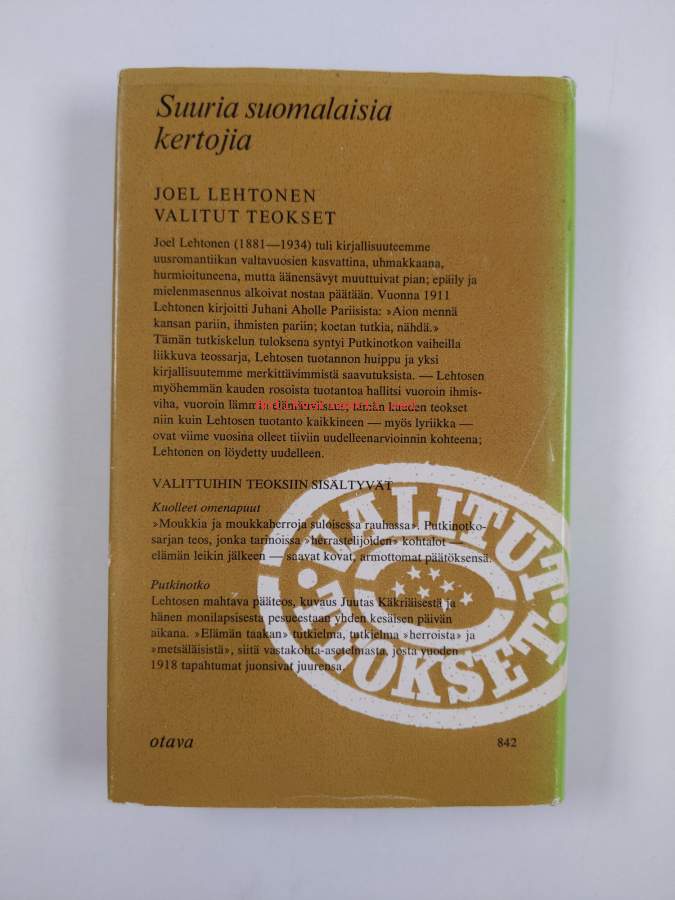 Suuria suomalaisia
kertojia
JOEL LEHTONEN
VALITUT TEOKSET
Joel Lehtonen (1881—1934) tuli kirjallisuuteemme
uusromantiikan valtavuosien kasvattina, uhmakkaana,
hurmioituneena, mutta äänensävyt muuttuivat pian; epäily ja
mielenmasennus alkoivat nostaa päätään. Vuonna 1911
Lehtonen kirjoitti Juhani Aholle Pariisista: »Aion mennä
kansan pariin, ihmisten pariin; koetan tutkia, nähdä.»
Tämän tutkiskelun tuloksena syntyi Putkinotkon vaiheilla
liikkuva teossarja, Lehtosen tuotannon huippu ja yksi
kirjallisuutemme merkittävimmistä saavutuksista. — Lehtosen
myöhemmän kauden rosoista tuotantoa hallitsi vuoroin ihmis-
viha, vuoroin lämmin elämäkuvaisuus; tämän kauden teokset
niin kuin Lehtosen tuotanto kaikkineen — myös lyriikka —
ovat viime vuosina olleet tiiviin uudelleenarvioinnin kohteena;
Lehtonen on löydetty uudelleen.
VALITTUIHIN TEOKSIIN SISÄLTYVÄT
Kuolleet omenapuut
»Moukkia ja moukkaherroja suloisessa rauhassa». Putkinotko-
sarjan teos, jonka tarinoissa »herrastelijoiden» kohtalot —
elämän leikin jälkeen — saavat kovat, armottomat päätöksensä.
Putkinotko
Lehtosen mahtava pääteos, kuvaus Juutas Käkriäisestä ja
hänen monilapsisesta pesueestaan yhden kesäisen päivän
aikana. »Elämän taakan» tutkielma, tutkielma »herroista» ja
»metsäläisistä», siitä vastakohta-asetelmasta, josta vuoden
1918 tapahtumat juonsivat juurensa.
VALITUT
TEOKSET
otava
842